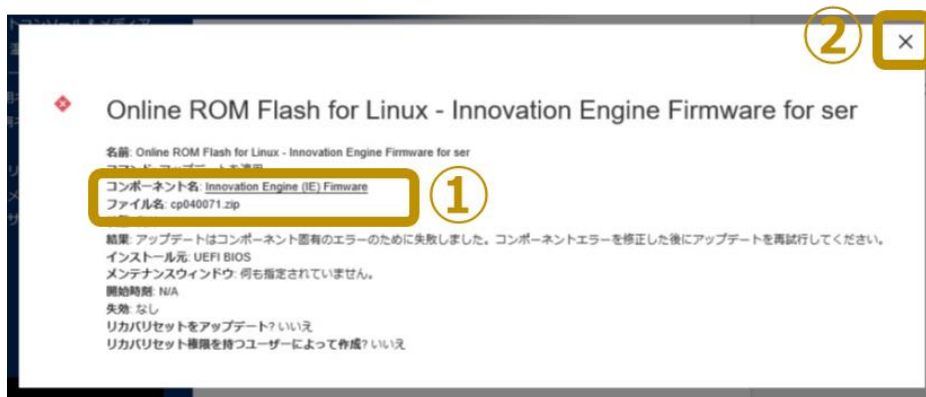 ②
×
Online ROM Flash for Linux - Innovation Engine Firmware for ser
名前: Online ROM Flash for Linux - Innovation Engine Firmware for ser
コンポーネント名: Innovation Engine (IE) Fimware
ファイル名: cp040071.zip
①
結果: アップデートはコンポーネント固有のエラーのために失敗しました。コンポーネントエラーを修正した後にアップデートを再試行してください。
インストール元: UEFI BIOS
メンテナンスウィンドウ: 何も指定されていません。
開始時刻: N/A
失効: なし
リカバリセットをアップデート? いいえ
リカバリセット権限を持つユーザーによって作成? いいえ